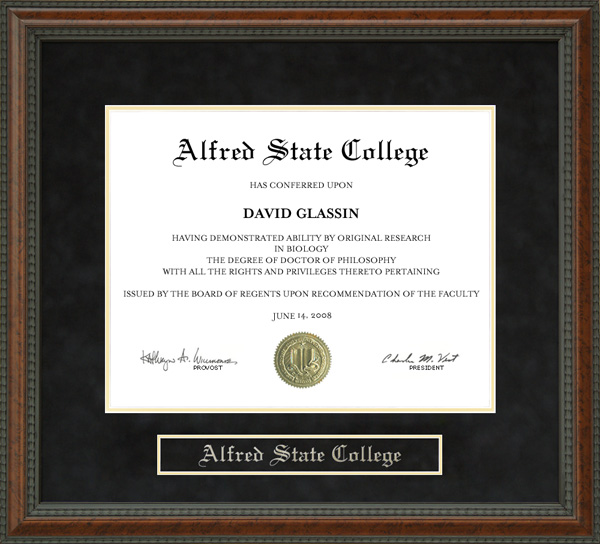 Alfred State College
HAS CONFERRED UPON
DAVID GLASSIN
HAVING DEMONSTRATED ABILITY BY ORIGINAL RESEARCH
IN BIOLOGY
THE DEGREE OF DOCTOR OF PHILOSOPHY
WITH ALL THE RIGHTS AND PRIVILEGES THERETO PERTAINING
ISSUED BY THE BOARD OF REGENTS UPON RECOMMENDATION OF THE FACULTY
JUNE 14, 2008
PROVOST
Charles M. Vest
PRESIDENT
Alfred State College